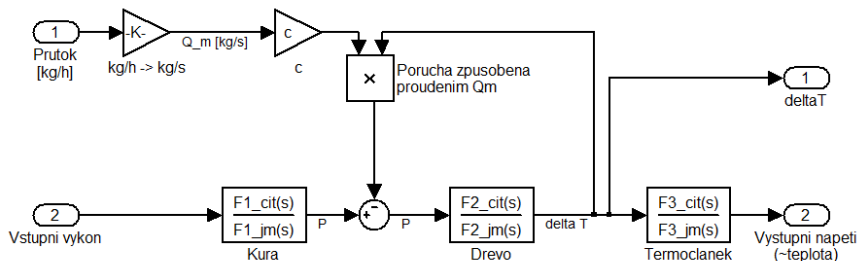 1
Prutok
[kg/h]
-K-
kg/h -> kg/s
Q_m [kg/s]
c
c
×
Porucha zpusobena
proudenim Qm
1
deltaT
2
Vstupni vykon
F1_cit(s)
F1_jm(s)
Kura
P
+
−
P
F2_cit(s)
F2_jm(s)
Drevo
delta T
F3_cit(s)
F3_jm(s)
Termoclanek
2
Vystupni napeti
(~teplota)